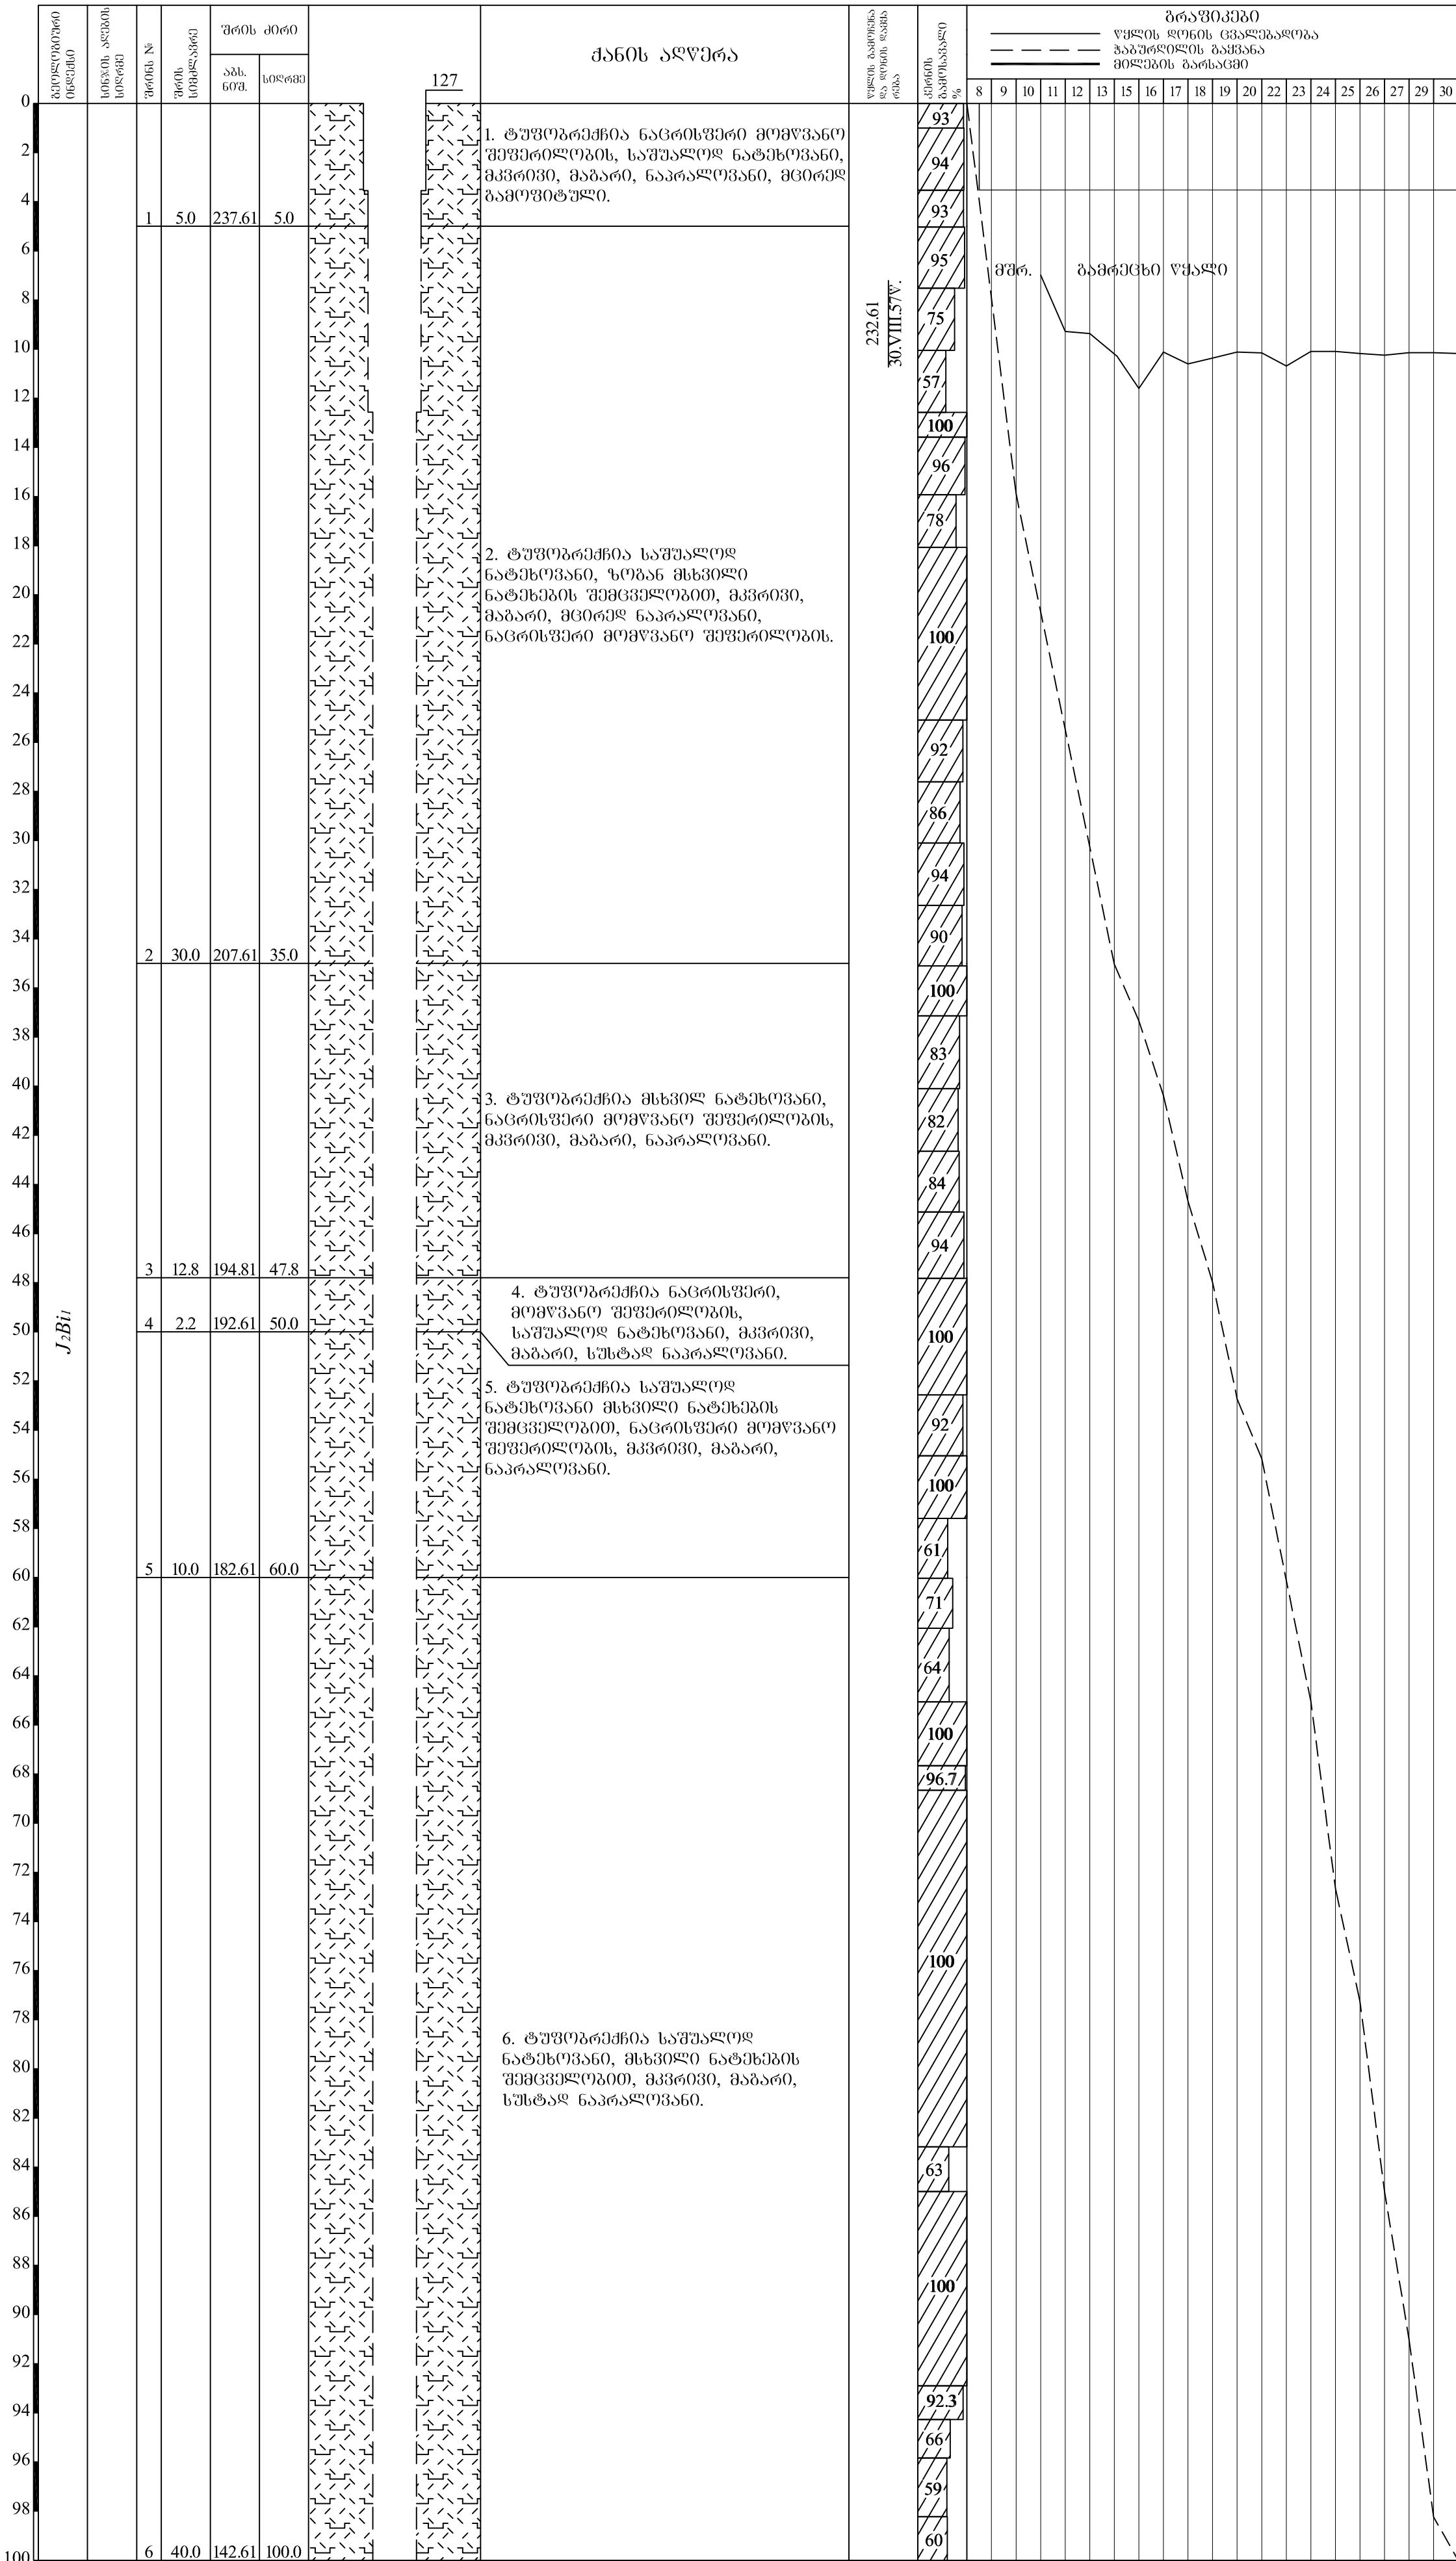 გეოლოგიური
ინდექსი
სინჯის აღების
სიღრმე
შრინს №
შრის
სიმძლავრე
შრის ძირი
აბს.
ნიშ.
სიღრმე
127
ქანის აღწერა
წყლის გამოჩენა
და დონის დამყა
რება
კერნის
გამოსავალი
%
გრაფიკები
წყლის დონის ცვალებადობა
ჭაბურღილის გაყვანა
მილების გარსაცმი
8 9 10 11 12 13 15 16 17 18 19 20 21 22 23 24 25 26 27 29 30
0
2
4
6
8
10
12
14
16
18
20
22
24
26
28
30
32
34
36
38
40
42
44
46
48
50
52
54
56
58
60
62
64
66
68
70
72
74
76
78
80
82
84
86
88
90
92
94
96
98
100
J₂Bi₁
1 5.0 237.61 5.0
2 30.0 207.61 35.0
3 12.8 194.81 47.8
4 2.2 192.61 50.0
5 10.0 182.61 60.0
6 40.0 142.61 100.0
1. ტუფობრექჩია ნაცრისფერი მომწვანო
შეფერილობის, საშუალოდ ნატეხოვანი,
მკვრივი, მაგარი, ნაპრალოვანი, მცირედ
გამოფიტული.
2. ტუფობრექჩია საშუალოდ
ნატეხოვანი, ზოგან მსხვილი
ნატეხების შემცველობით, მკვრივი,
მაგარი, მცირედ ნაპრალოვანი,
ნაცრისფერი მომწვანო შეფერილობის.
3. ტუფობრექჩია მსხვილ ნატეხოვანი,
ნაცრისფერი მომწვანო შეფერილობის,
მკვრივი, მაგარი, ნაპრალოვანი.
4. ტუფობრექჩია ნაცრისფერი,
მომწვანო შეფერილობის,
საშუალოდ ნატეხოვანი, მკვრივი,
მაგარი, სუსტად ნაპრალოვანი.
5. ტუფობრექჩია საშუალოდ
ნატეხოვანი მსხვილი ნატეხების
შემცველობით, ნაცრისფერი მომწვანო
შეფერილობის, მკვრივი, მაგარი,
ნაპრალოვანი.
6. ტუფობრექჩია საშუალოდ
ნატეხოვანი, მსხვილი ნატეხების
შემცველობით, მკვრივი, მაგარი,
სუსტად ნაპრალოვანი.
232.61
30.VIII.57წ.
93
94
93
95
75
57
100
96
78
100
92
86
94
90
100
83
82
84
94
100
92
100
61
71
64
100
96.7
100
63
100
92.3
66
59
60
მშრ. გამრეცხი წყალი